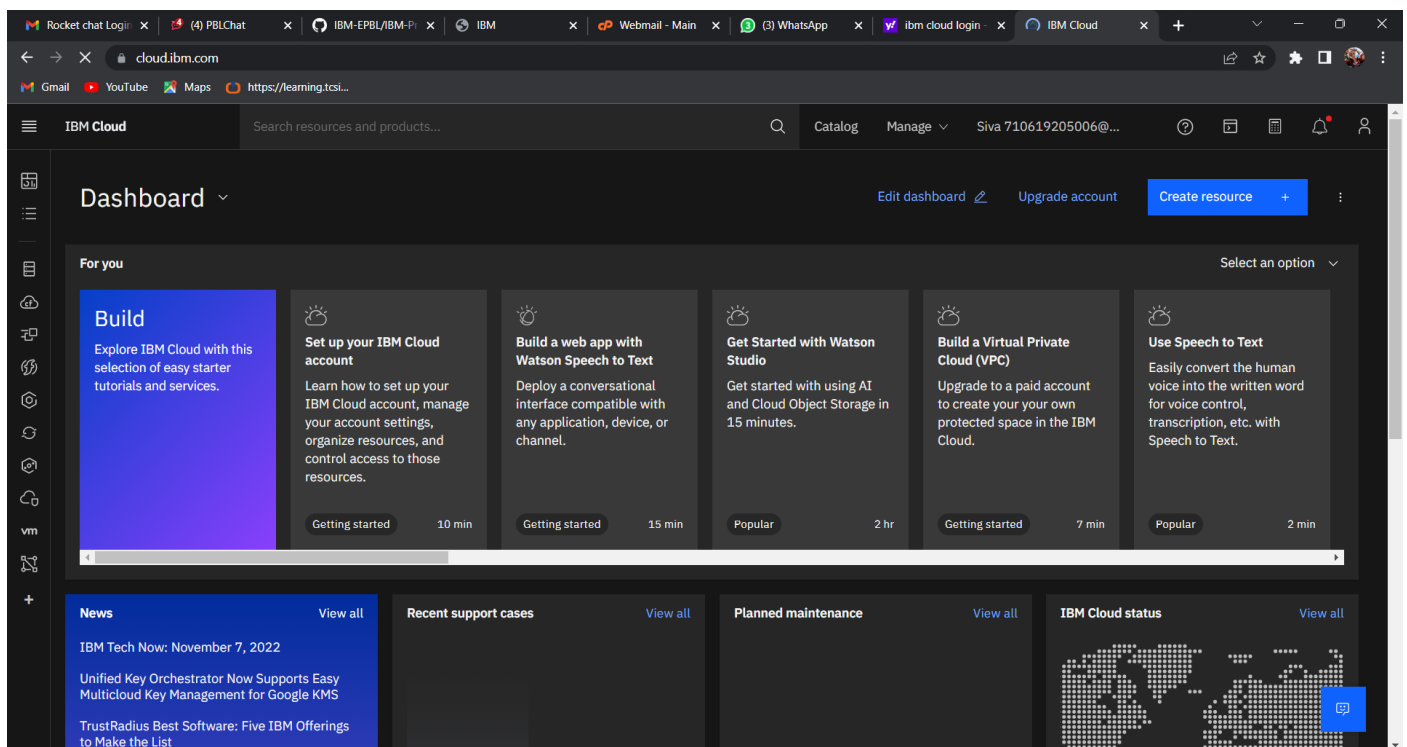 Rocket chat Login
(4) PBLChat
IBM-EPBL/IBM-Pr
IBM
Webmail - Main
(3) WhatsApp
ibm cloud login -
IBM Cloud
cloud.ibm.com
Gmail
YouTube
Maps
https://learning.tcsi...
IBM Cloud
Search resources and products...
Catalog
Manage
Siva 710619205006@...
Dashboard
Edit dashboard
Upgrade account
Create resource +
For you
Select an option
Build
Explore IBM Cloud with this
selection of easy starter
tutorials and services.
Set up your IBM Cloud
account
Learn how to set up your
IBM Cloud account, manage
your account settings,
organize resources, and
control access to those
resources.
Getting started
10 min
Build a web app with
Watson Speech to Text
Deploy a conversational
interface compatible with
any application, device, or
channel.
Getting started
15 min
Get Started with Watson
Studio
Get started with using AI
and Cloud Object Storage in
15 minutes.
Popular
2 hr
Build a Virtual Private
Cloud (VPC)
Upgrade to a paid account
to create your your own
protected space in the IBM
Cloud.
Getting started
7 min
Use Speech to Text
Easily convert the human
voice into the written word
for voice control,
transcription, etc. with
Speech to Text.
Popular
2 min
vm
News
View all
IBM Tech Now: November 7, 2022
Unified Key Orchestrator Now Supports Easy
Multicloud Key Management for Google KMS
TrustRadius Best Software: Five IBM Offerings
to Make the List
Recent support cases
View all
Planned maintenance
View all
IBM Cloud status
View all